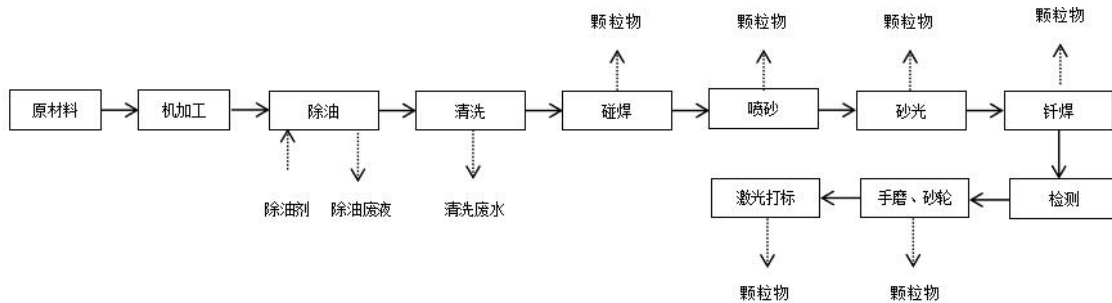 颗粒物
颗粒物
颗粒物
颗粒物
原材料
机加工
除油
清洗
碰焊
喷砂
砂光
钎焊
除油剂
除油废液
清洗废水
激光打标
手磨、砂轮
检测
颗粒物
颗粒物